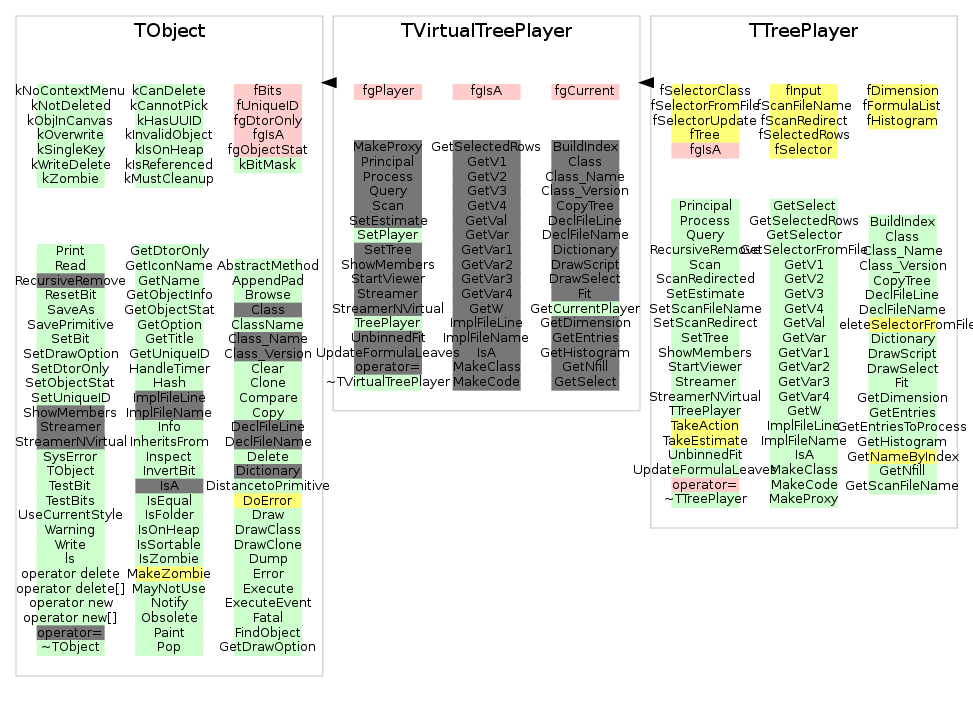 TObject
kNoContextMenu
kNotDeleted
kObjInCanvas
kOverwrite
kSingleKey
kWriteDelete
kZombie
kCanDelete
kCannotPick
kHasUUID
kInvalidObject
kIsOnHeap
kIsReferenced
kMustCleanup
fBits
fUniqueID
fgDtorOnly
fgIsA
fgObjectStat
kBitMask
Print
Read
RecursiveRemove
ResetBit
SaveAs
SavePrimitive
SetBit
SetDrawOption
SetDtorOnly
SetObjectStat
SetUniqueID
ShowMembers
Streamer
StreamerNVirtual
SysError
TObject
TestBit
TestBits
UseCurrentStyle
Warning
Write
ls
operator delete
operator delete[]
operator new
operator new[]
operator=
~TObject
GetDtorOnly
GetIconName
GetName
GetObjectInfo
GetObjectStat
GetOption
GetTitle
GetUniqueID
HandleTimer
Hash
ImplFileLine
ImplFileName
Info
InheritsFrom
Inspect
InvertBit
IsA
IsEqual
IsFolder
IsOnHeap
IsSortable
IsZombie
MakeZombie
MayNotUse
Notify
Obsolete
Paint
Pop
AbstractMethod
AppendPad
Browse
Class
ClassName
Class_Name
Class_Version
Clear
Clone
Compare
Copy
DeclFileLine
DeclFileName
Delete
Dictionary
DistancetoPrimitive
DoError
Draw
DrawClass
DrawClone
Dump
Error
Execute
ExecuteEvent
Fatal
FindObject
GetDrawOption
TVirtualTreePlayer
fgPlayer
fgIsA
fgCurrent
MakeProxy
Principal
Process
Query
Scan
SetEstimate
SetPlayer
SetTree
ShowMembers
StartViewer
Streamer
StreamerNVirtual
TreePlayer
UnbinnedFit
UpdateFormulaLeaves
operator=
~TVirtualTreePlayer
GetSelectedRows
GetV1
GetV2
GetV3
GetV4
GetVal
GetVar
GetVar1
GetVar2
GetVar3
GetVar4
GetW
ImplFileLine
ImplFileName
IsA
MakeClass
MakeCode
BuildIndex
Class
Class_Name
Class_Version
CopyTree
DeclFileLine
DeclFileName
Dictionary
DrawScript
DrawSelect
Fit
GetCurrentPlayer
GetDimension
GetEntries
GetHistogram
GetNfill
GetSelect
TTreePlayer
fSelectorClass
fSelectorFromFile
fSelectorUpdate
fTree
fgIsA
fInput
fScanFileName
fScanRedirect
fSelectedRows
fSelector
fDimension
fFormulaList
fHistogram
Principal
Process
Query
RecursiveRemove
Scan
ScanRedirected
SetEstimate
SetScanFileName
SetScanRedirect
SetTree
ShowMembers
StartViewer
Streamer
StreamerNVirtual
TTreePlayer
TakeAction
TakeEstimate
UnbinnedFit
UpdateFormulaLeaves
operator=
~TTreePlayer
GetSelect
GetSelectedRows
GetSelector
GetSelectorFromFile
GetV1
GetV2
GetV3
GetV4
GetVal
GetVar
GetVar1
GetVar2
GetVar3
GetVar4
GetW
ImplFileLine
ImplFileName
IsA
MakeClass
MakeCode
MakeProxy
BuildIndex
Class
Class_Name
Class_Version
CopyTree
DeclFileLine
DeclFileName
eleteSelectorFromFile
Dictionary
DrawScript
DrawSelect
Fit
GetDimension
GetEntries
GetEntriesToProcess
GetHistogram
GetNameByIndex
GetNfill
GetScanFileName